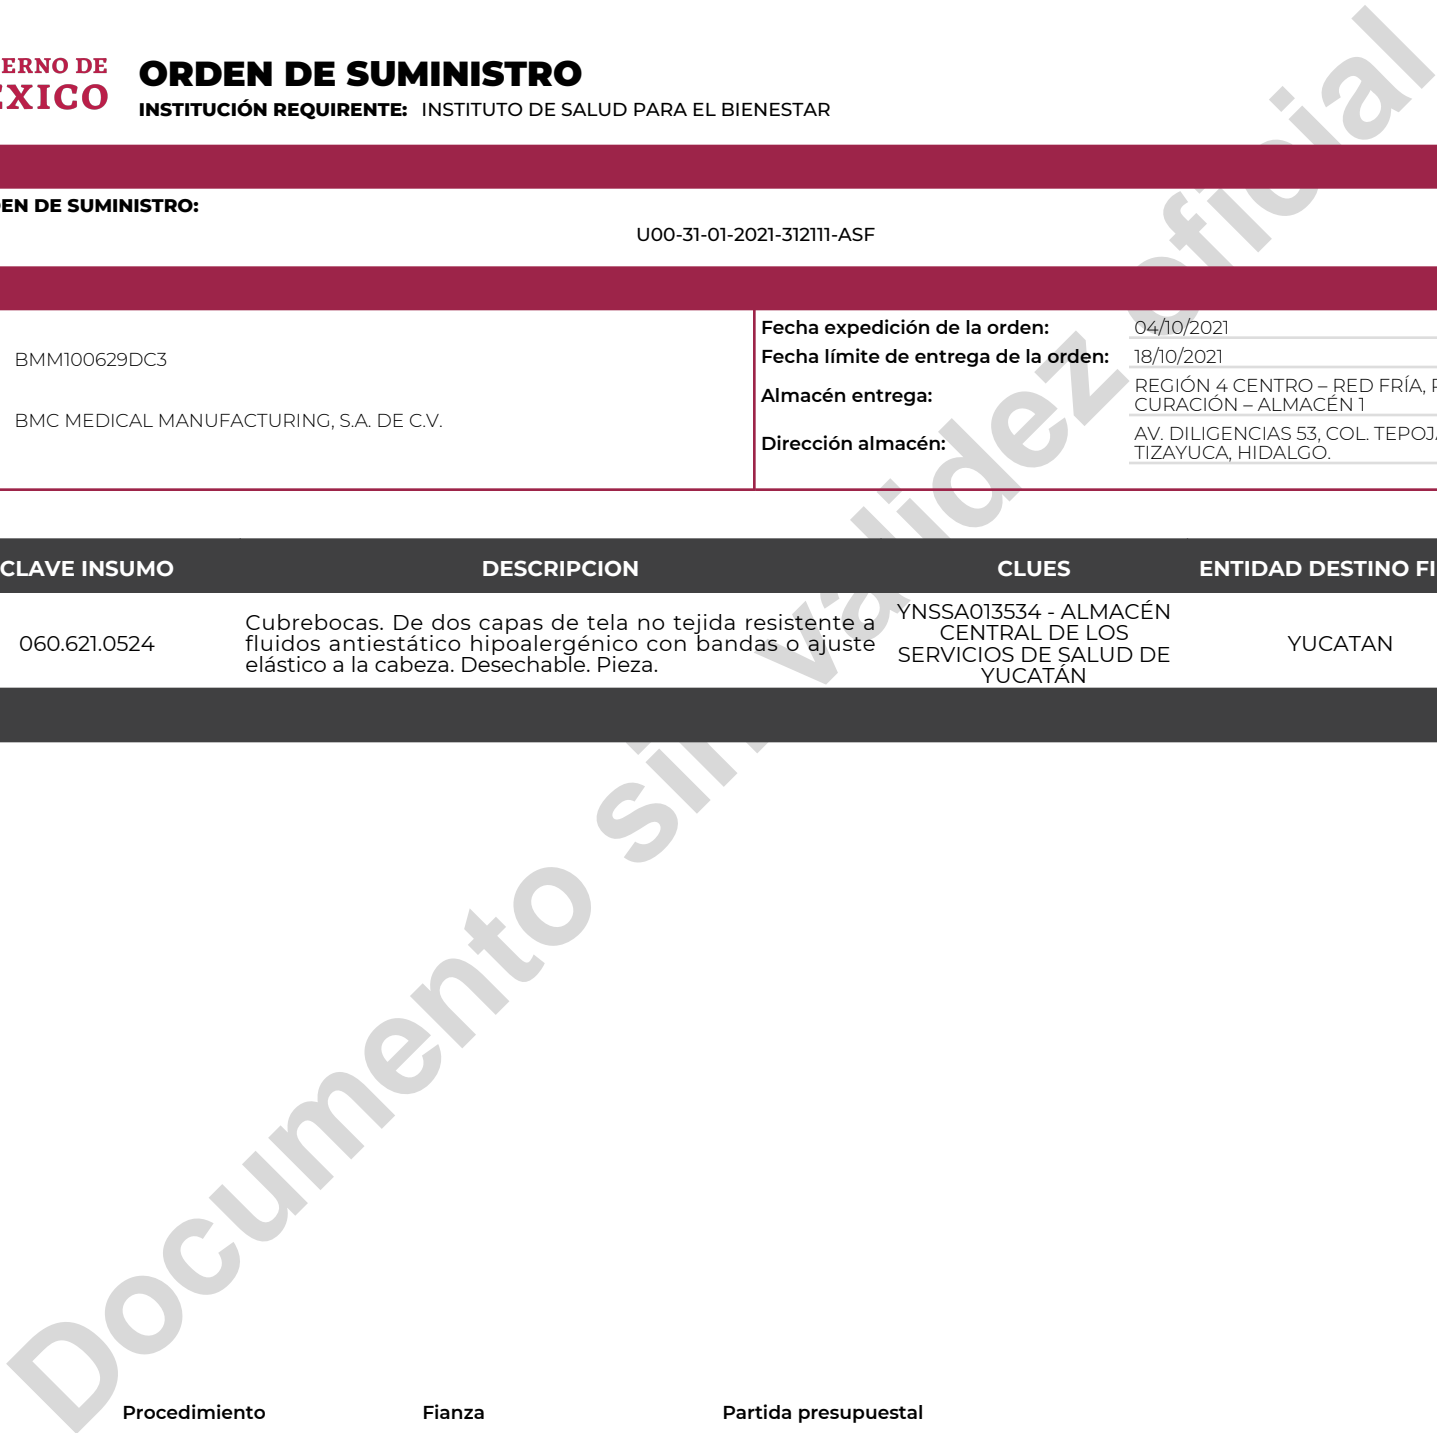 ERNO DE
EXICO
ORDEN DE SUMINISTRO
INSTITUCIÓN REQUIRENTE: INSTITUTO DE SALUD PARA EL BIENESTAR
EN DE SUMINISTRO:
U00-31-01-2021-312111-ASF
BMM100629DC3
BMC MEDICAL MANUFACTURING, S.A. DE C.V.
Fecha expedición de la orden: 04/10/2021
Fecha límite de entrega de la orden: 18/10/2021
Almacén entrega:
REGIÓN 4 CENTRO – RED FRÍA,
CURACIÓN – ALMACÉN 1
Dirección almacén:
AV. DILIGENCIAS 53, COL. TEPOJ
TIZAYUCA, HIDALGO.
CLAVE INSUMO DESCRIPCION CLUES ENTIDAD DESTINO FI
060.621.0524
Cubrebocas. De dos capas de tela no tejida resistente a
fluidos antiestático hipoalergénico con bandas o ajuste
elástico a la cabeza. Desechable. Pieza.
YNSSA013534 - ALMACÉN
CENTRAL DE LOS
SERVICIOS DE SALUD DE
YUCATÁN
YUCATAN
Documento sin validez oficial
Procedimiento Fianza Partida presupuestal